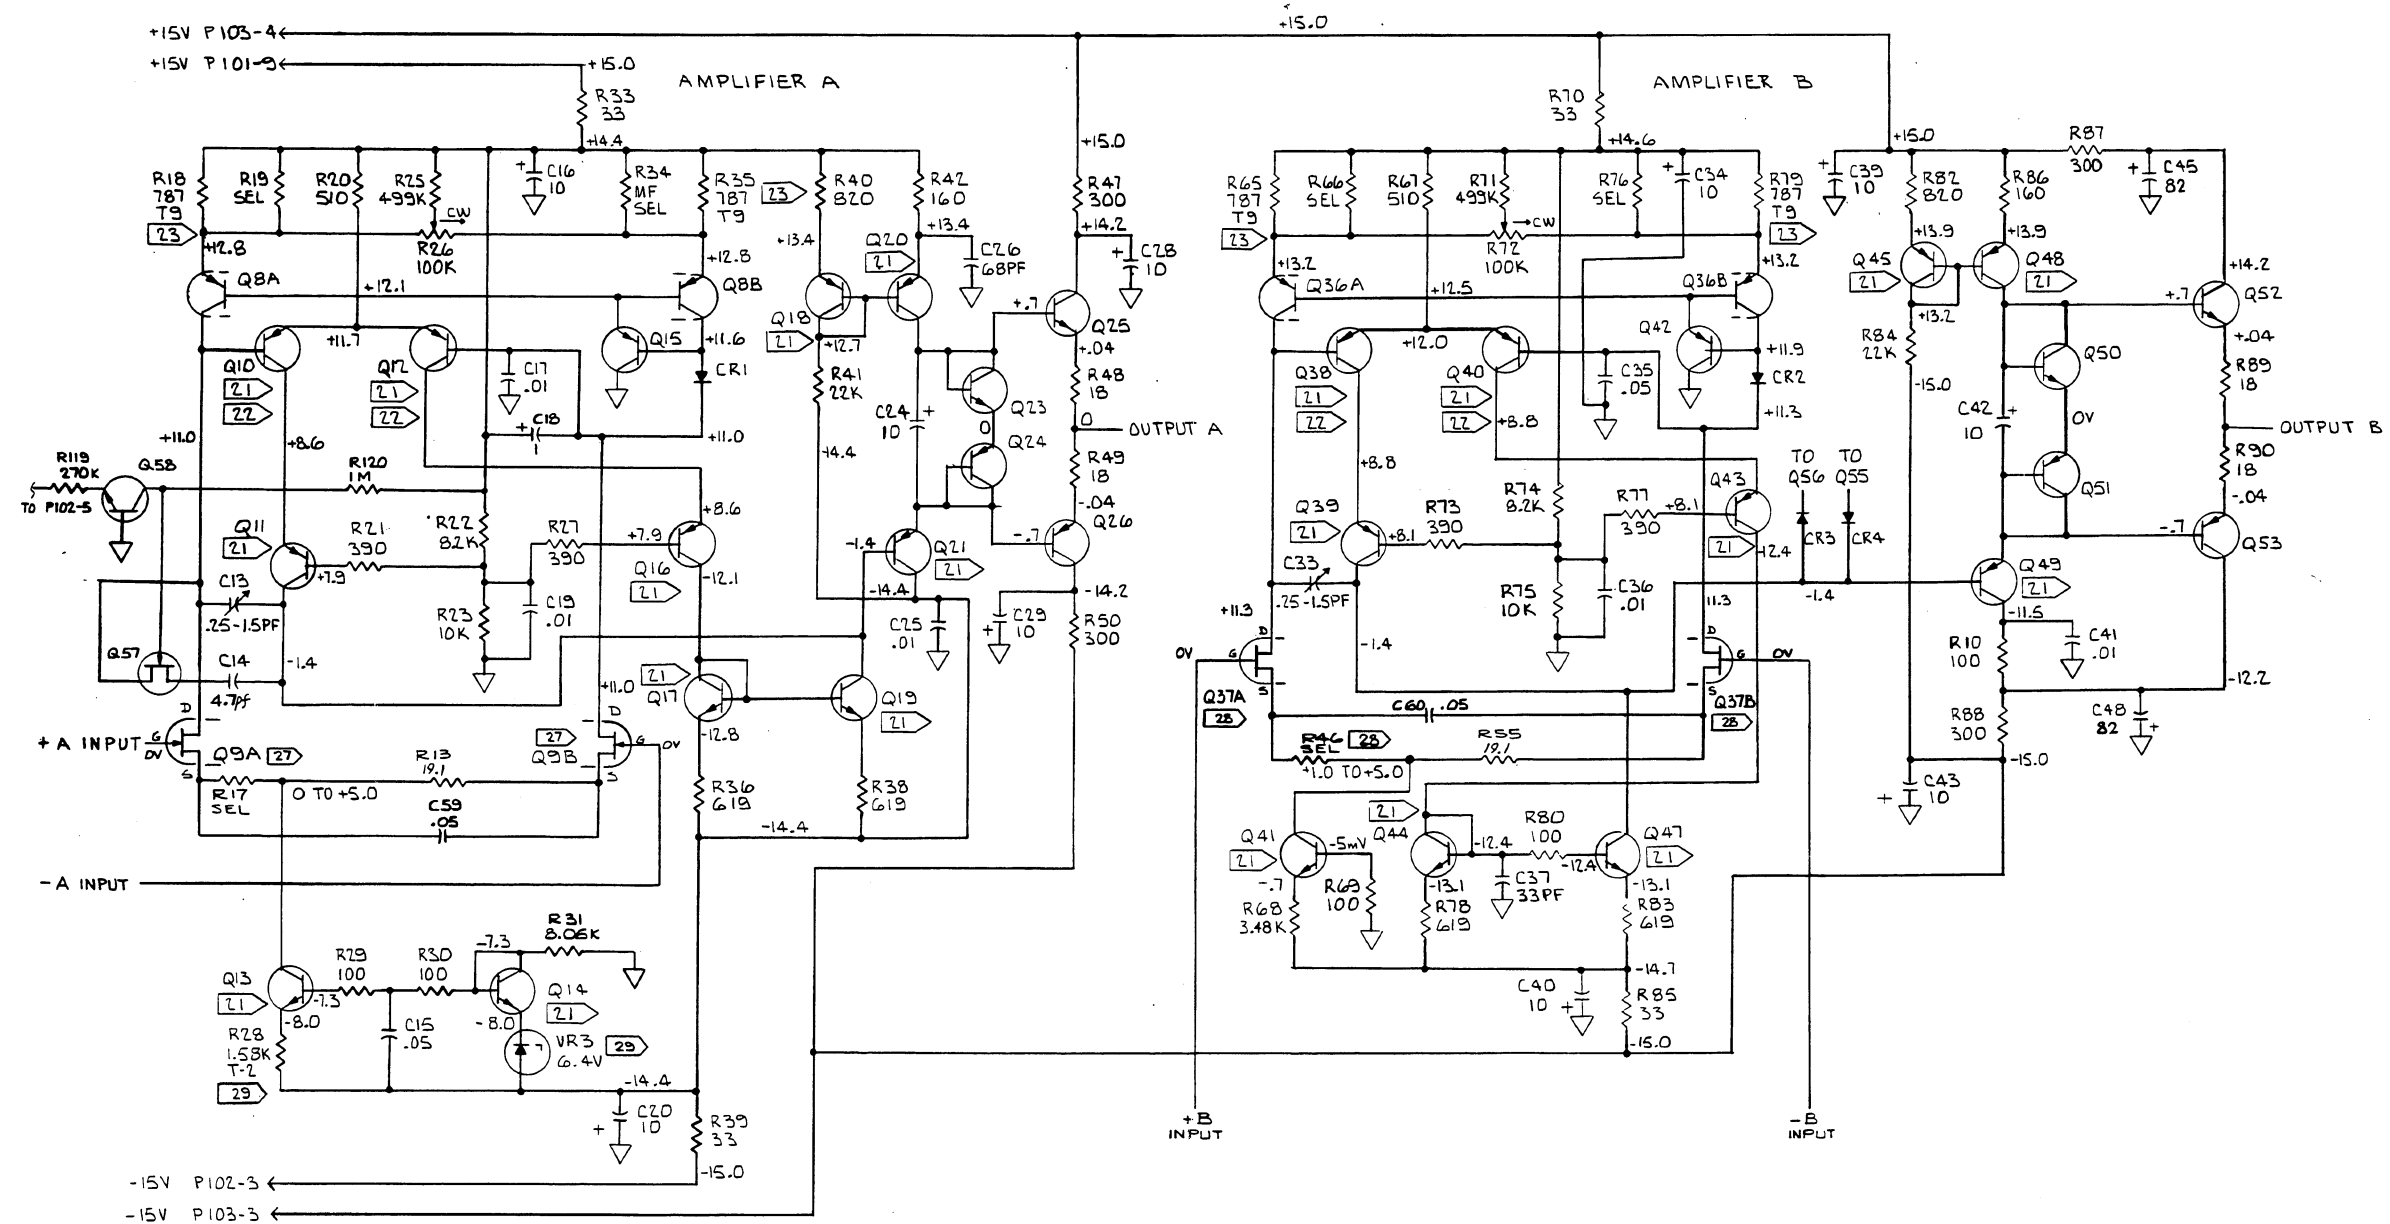 +15V P103-4
+15.0
+15V P101-9
+15.0
AMPLIFIER A
AMPLIFIER B
R33
33
+14.4
R70
33
+14.6
+15.0
+15.0
R87
300
R18
787
T9
23
R19
SEL
R20
510
R25
499K
CW
R26
100K
+
C16
10
R34
MF
SEL
R35
787
T9
23
R40
820
R42
160
+13.4
+13.4
R47
300
+14.2
+
C28
10
C26
68PF
+12.8
+12.8
Q8A
Q8B
+12.1
Q20
21
Q18
21
+12.7
+.7
Q25
+.04
R48
18
0
OUTPUT A
R49
18
-.04
Q26
-.7
-14.2
C29
10
+
R50
300
+11.7
Q10
21
22
Q12
21
22
Q15
+11.6
CR1
C17
.01
+
C18
1
+11.0
+11.0
+8.6
R41
22K
14.4
C24
+
10
Q23
0
Q24
R119
270K
TO P102-5
Q58
R120
1M
Q11
21
+7.9
R21
390
R22
82K
R27
390
+7.9
+8.6
Q16
21
-12.1
-1.4
Q21
21
-14.4
C25
.01
C13
.25-1.5PF
R23
10K
C19
.01
Q57
C14
4.7pf
-1.4
+11.0
21
Q17
Q19
21
-12.8
+A INPUT
G
0V
D
S
Q9A
27
R13
19.1
27
Q9B
D
G
S
0V
R17
SEL
0 TO +5.0
C59
.05
R36
619
R38
619
-14.4
-A INPUT
Q13
21
-7.3
-8.0
R29
100
R30
100
-7.3
R31
8.06K
Q14
21
-8.0
VR3
6.4V
29
C15
.05
R28
1.58K
T-2
29
-14.4
C20
10
+
R39
33
-15.0
-15V P102-3
-15V P103-3
R65
787
T9
23
R66
SEL
R67
510
R71
499K
CW
R72
100K
R76
SEL
+
C34
10
R79
787
T9
23
+13.2
+13.2
Q36A
+12.5
Q36B
+12.0
Q38
21
22
Q40
21
22
+8.8
Q42
+11.9
CR2
+11.3
C35
.05
+8.8
Q39
21
+8.1
R73
390
R74
8.2K
R77
390
+8.1
Q43
21
12.4
C33
.25-1.5PF
R75
10K
C36
.01
TO
Q56
TO
Q55
CR3
CR4
-1.4
+11.3
11.3
-1.4
0V
G
D
S
Q37A
28
D
G
S
0V
Q37B
28
C60
.05
R46
SEL
28
+1.0 TO +5.0
R55
19.1
Q41
21
-5mV
-.7
R69
100
R68
3.48K
21
Q44
-12.4
-13.1
R78
619
C37
33PF
R80
100
-12.4
Q47
21
-13.1
R83
619
-14.7
C40
10
+
R85
33
-15.0
+B
INPUT
-B
INPUT
+
C39
10
R82
820
R86
160
+
C45
82
+13.9
+13.9
Q45
21
Q48
21
+13.2
+14.2
+.7
Q52
+.04
R89
18
OUTPUT B
R90
18
-.04
Q53
-.7
R84
22K
-15.0
Q50
C42
+
10
0V
Q51
Q49
21
-11.5
R10
100
C41
.01
-12.2
R88
300
C48
82
+
-15.0
C43
10
+